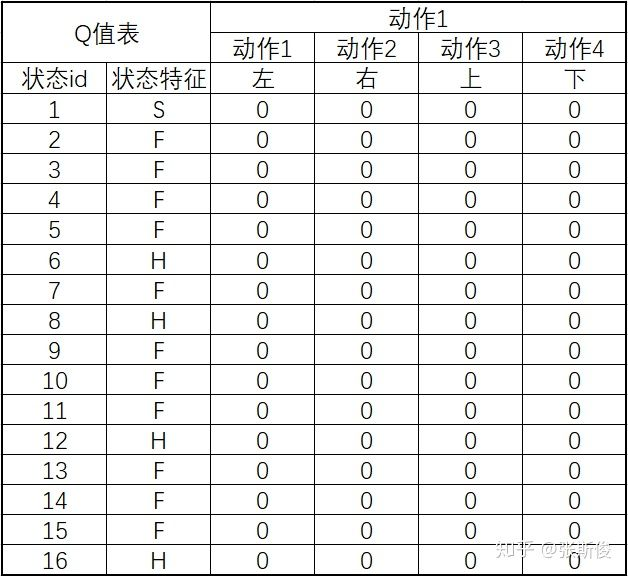 Q值表 动作1
动作1 动作2 动作3 动作4
状态id 状态特征 左 右 上 下
1 S 0 0 0 0
2 F 0 0 0 0
3 F 0 0 0 0
4 F 0 0 0 0
5 F 0 0 0 0
6 H 0 0 0 0
7 F 0 0 0 0
8 H 0 0 0 0
9 F 0 0 0 0
10 F 0 0 0 0
11 F 0 0 0 0
12 H 0 0 0 0
13 F 0 0 0 0
14 F 0 0 0 0
15 F 0 0 0 0
16 H 0 0 0 0
知乎 @张斯俊